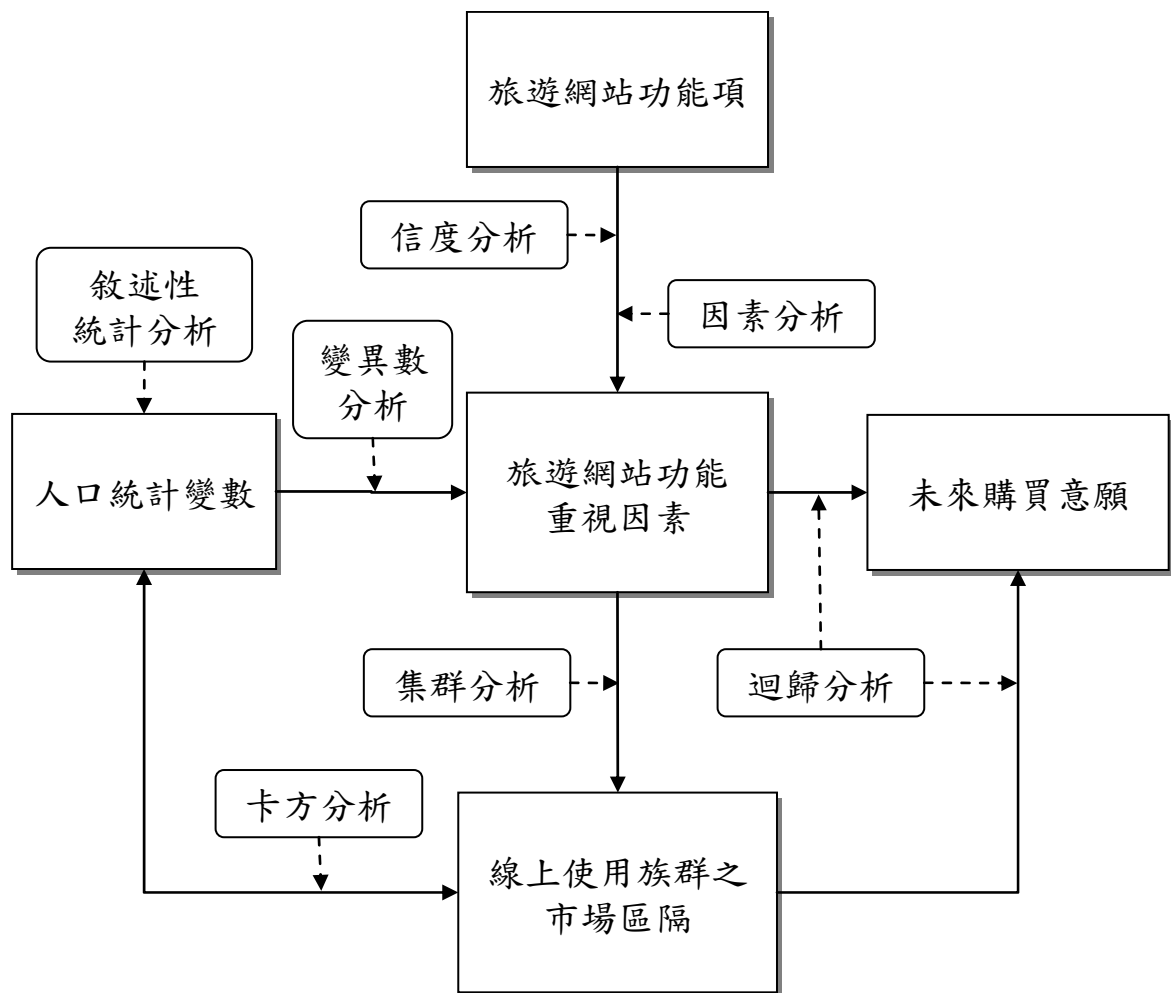 旅遊網站功能項
信度分析
因素分析
敘述性
統計分析
變異數
分析
人口統計變數
旅遊網站功能
重視因素
未來購買意願
集群分析
迴歸分析
卡方分析
線上使用族群之
市場區隔